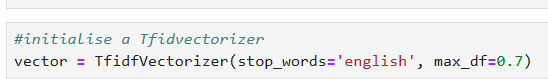 #initialise a Tfidvectorizer
vector = TfidfVectorizer(stop_words='english', max_df=0.7)